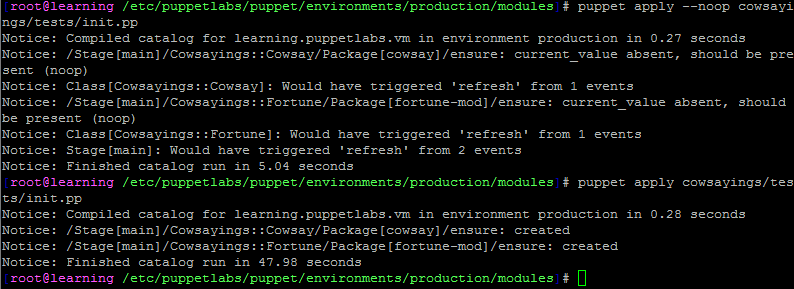 [root@learning /etc/puppetlabs/puppet/environments/production/modules]# puppet apply --noop cowsayi
ngs/tests/init.pp
Notice: Compiled catalog for learning.puppetlabs.vm in environment production in 0.27 seconds
Notice: /Stage[main]/Cowsayings::Cowsay/Package[cowsay]/ensure: current_value absent, should be pre
sent (noop)
Notice: Class[Cowsayings::Cowsay]: Would have triggered 'refresh' from 1 events
Notice: /Stage[main]/Cowsayings::Fortune/Package[fortune-mod]/ensure: current_value absent, should
be present (noop)
Notice: Class[Cowsayings::Fortune]: Would have triggered 'refresh' from 1 events
Notice: Stage[main]: Would have triggered 'refresh' from 2 events
Notice: Finished catalog run in 5.04 seconds
[root@learning /etc/puppetlabs/puppet/environments/production/modules]# puppet apply cowsayings/tes
ts/init.pp
Notice: Compiled catalog for learning.puppetlabs.vm in environment production in 0.28 seconds
Notice: /Stage[main]/Cowsayings::Cowsay/Package[cowsay]/ensure: created
Notice: /Stage[main]/Cowsayings::Fortune/Package[fortune-mod]/ensure: created
Notice: Finished catalog run in 47.98 seconds
[root@learning /etc/puppetlabs/puppet/environments/production/modules]#